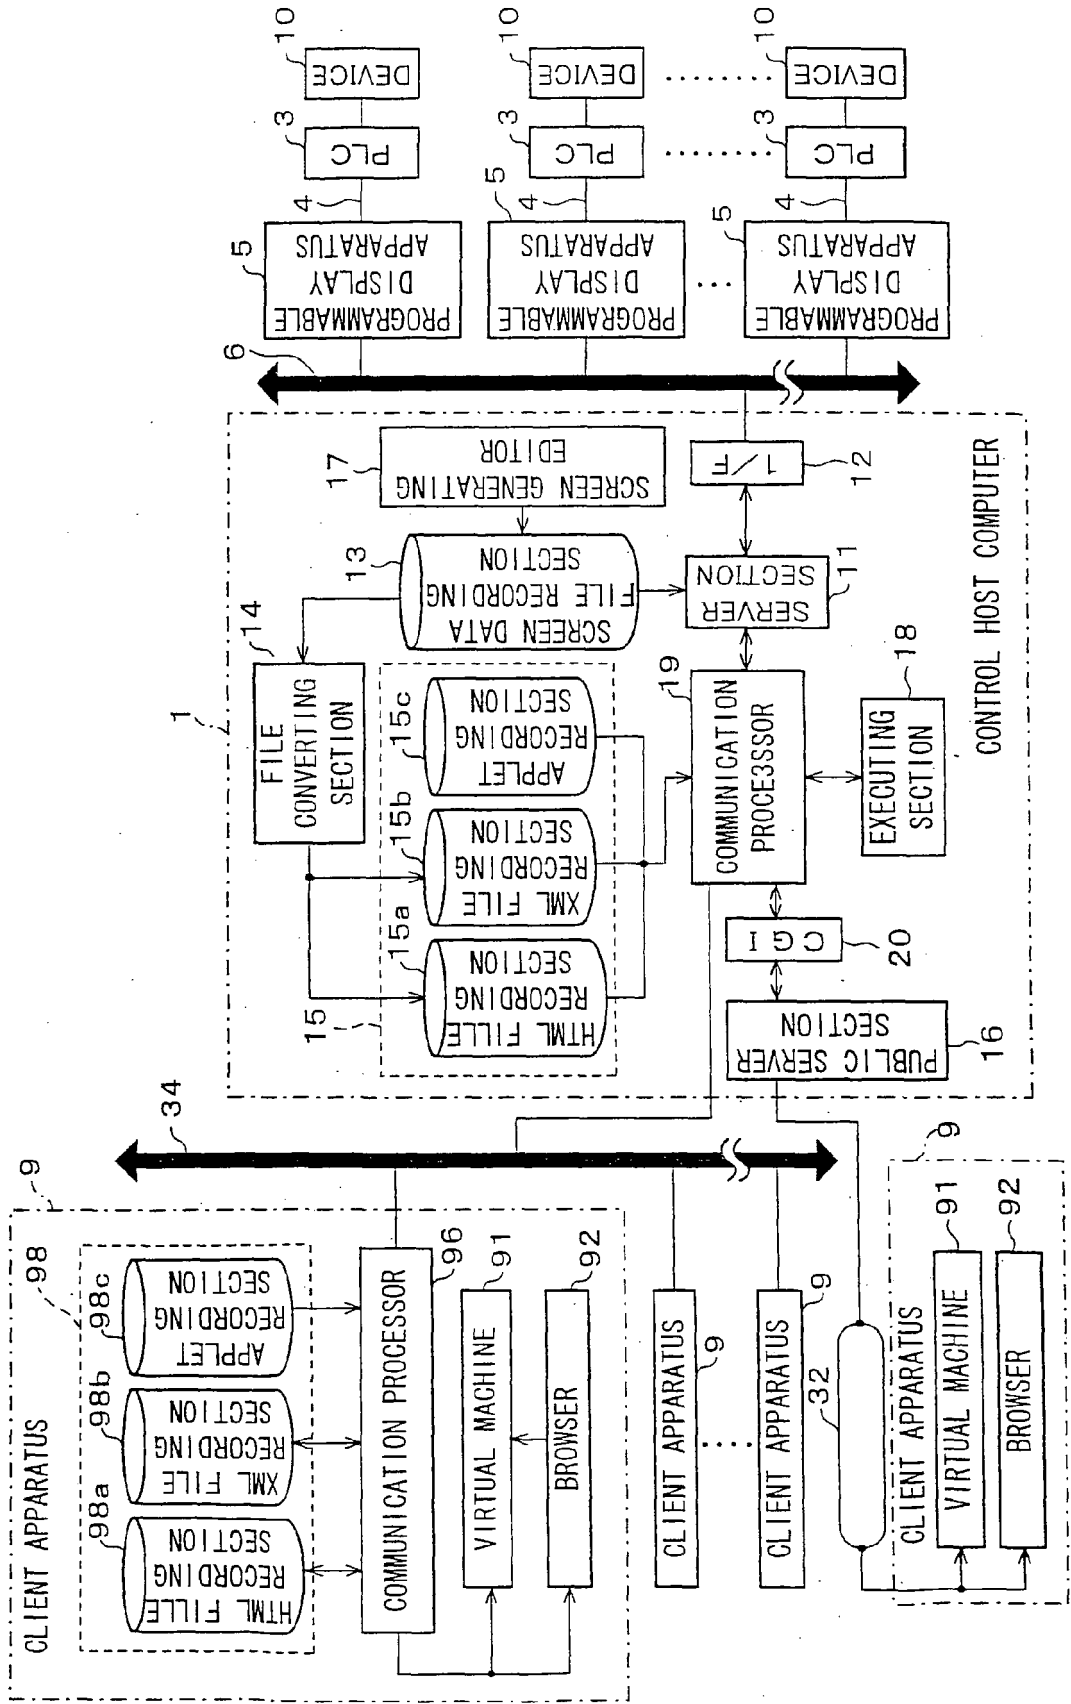 CLIENT APPARATUS
9
98
98a
HTML FILLE
RECORDING
SECTION
98b
XML FILE
RECORDING
SECTION
98c
APPLET
RECORDING
SECTION
COMMUNICATION PROCESSOR
96
VIRTUAL MACHINE
91
BROWSER
92
CLIENT APPARATUS
9
CLIENT APPARATUS
9
34
32
CLIENT APPARATUS
9
VIRTUAL MACHINE
91
BROWSER
92
1
FILE
CONVERTING
SECTION
14
15
15a
HTML FILLE
RECORDING
SECTION
15b
XML FILE
RECORDING
SECTION
15c
APPLET
RECORDING
SECTION
13
SCREEN DATA
FILE RECORDING
SECTION
17
SCREEN GENERATING
EDITOR
PUBLIC SERVER
SECTION
16
CGI
20
COMMUNICATION
PROCE3SSOR
19
EXECUTING
SECTION
18
SERVER
SECTION
11
1/F
12
CONTROL HOST COMPUTER
6
PROGRAMMABLE
DISPLAY
APPARATUS
5
4
PLC
3
DEVICE
10
PROGRAMMABLE
DISPLAY
APPARATUS
5
4
PLC
3
DEVICE
10
PROGRAMMABLE
DISPLAY
APPARATUS
5
4
PLC
3
DEVICE
10